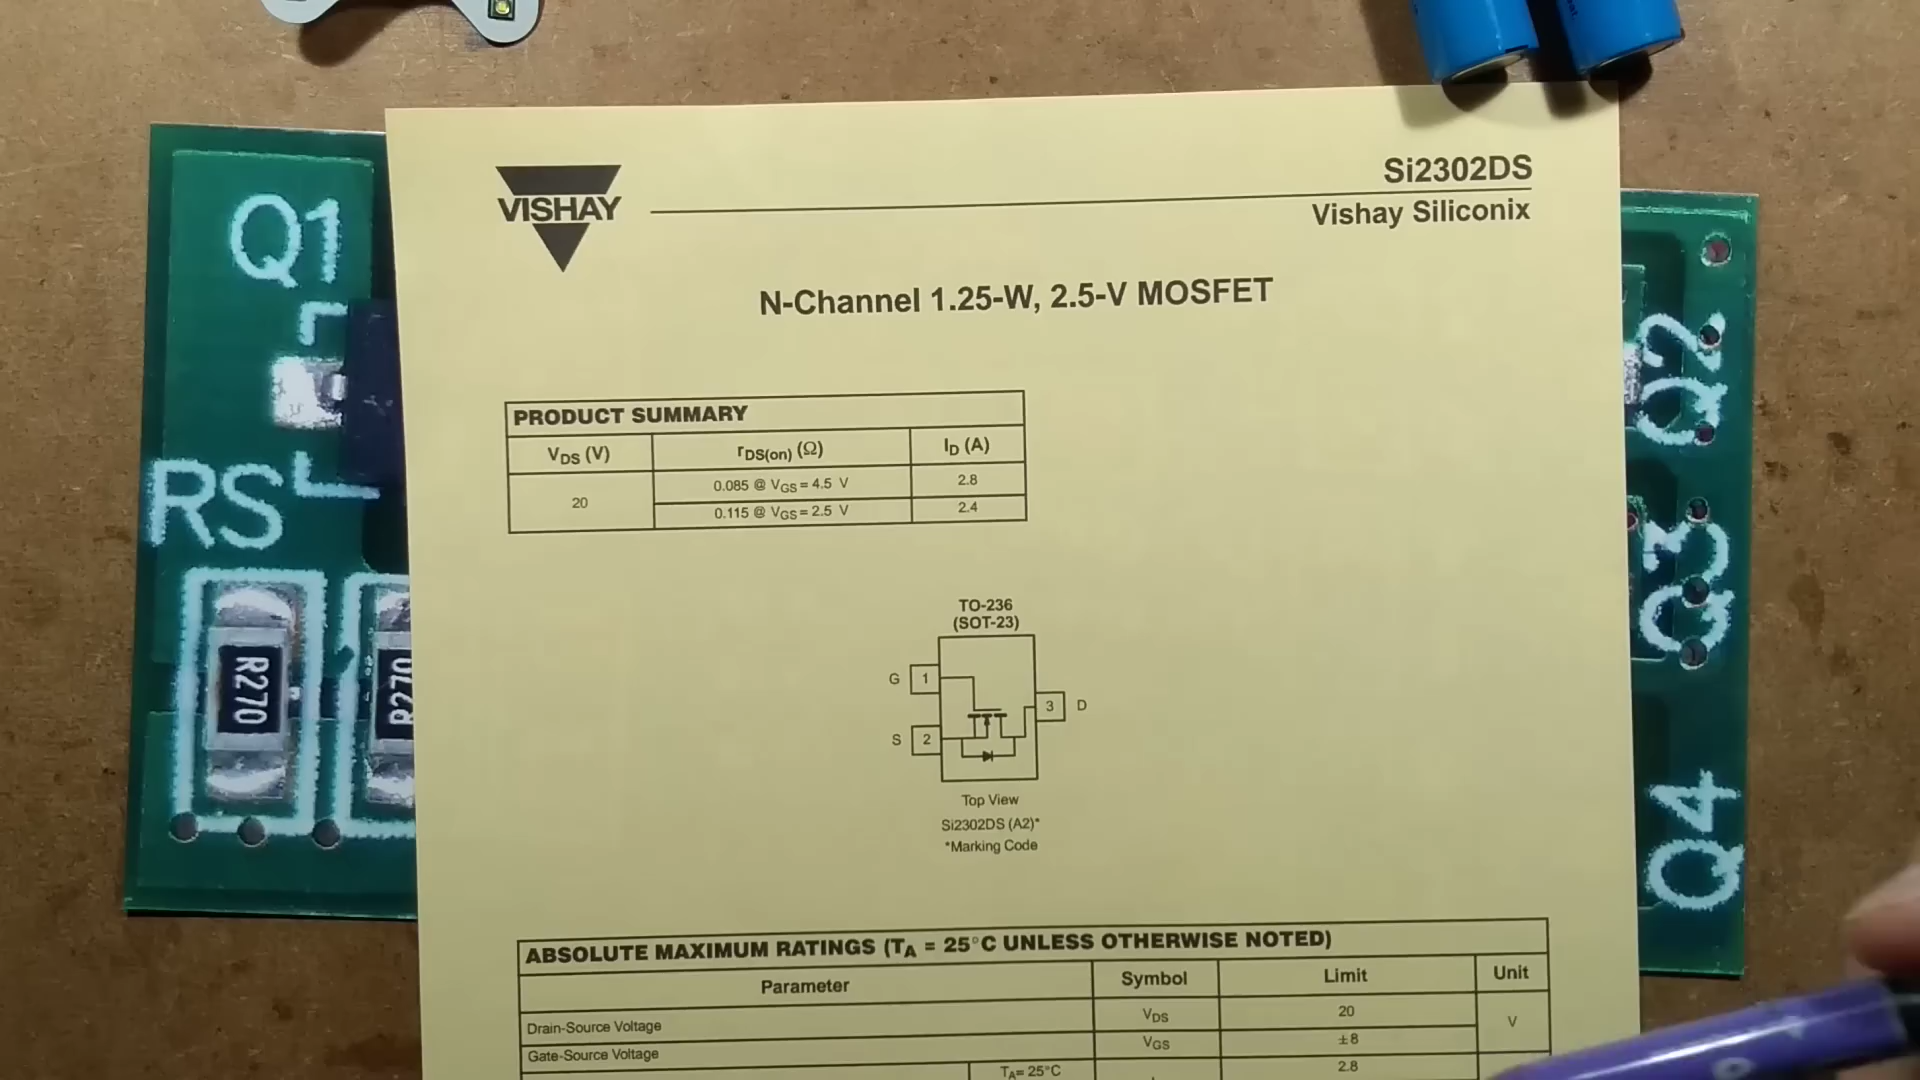 VISHAY
Si2302DS
Vishay Siliconix
N-Channel 1.25-W, 2.5-V MOSFET
PRODUCT SUMMARY
VDS (V) rDS(on) (Ω) ID (A)
20 0.085 @ VGS = 4.5 V 2.8
0.115 @ VGS = 2.5 V 2.4
TO-236
(SOT-23)
G 1
3 D
S 2
Top View
Si2302DS (A2)*
*Marking Code
ABSOLUTE MAXIMUM RATINGS (TA = 25°C UNLESS OTHERWISE NOTED)
Parameter Symbol Limit Unit
Drain-Source Voltage VDS 20 V
Gate-Source Voltage VGS ±8
TA= 25°C 2.8
Q1
RS
R270
R270
Q2
Q3
Q4